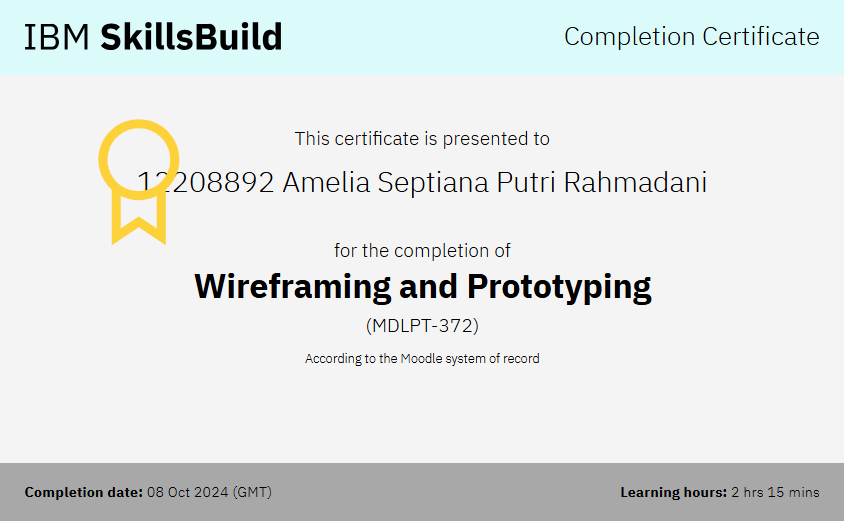 IBM SkillsBuild
Completion Certificate
This certificate is presented to
12208892 Amelia Septiana Putri Rahmadani
for the completion of
Wireframing and Prototyping
(MDLPT-372)
According to the Moodle system of record
Completion date: 08 Oct 2024 (GMT)
Learning hours: 2 hrs 15 mins